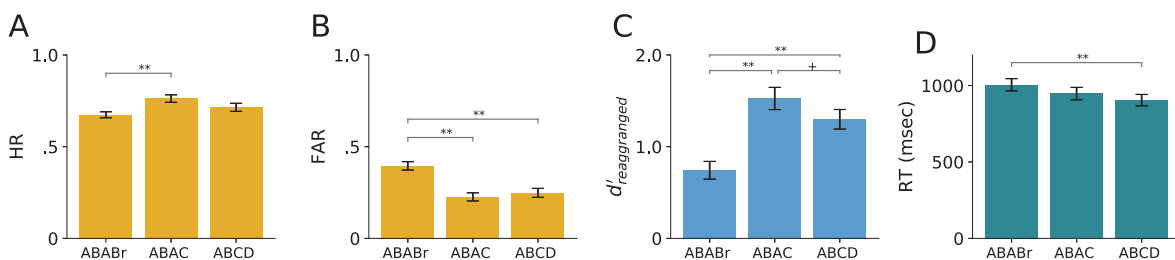 A
HR
1.0
.5
0
**
ABABr ABAC ABCD
B
FAR
1.0
.5
0
**
**
ABABr ABAC ABCD
C
d′reaggranged
2.0
1.0
0
**
**
+
ABABr ABAC ABCD
D
RT (msec)
1000
500
0
**
ABABr ABAC ABCD